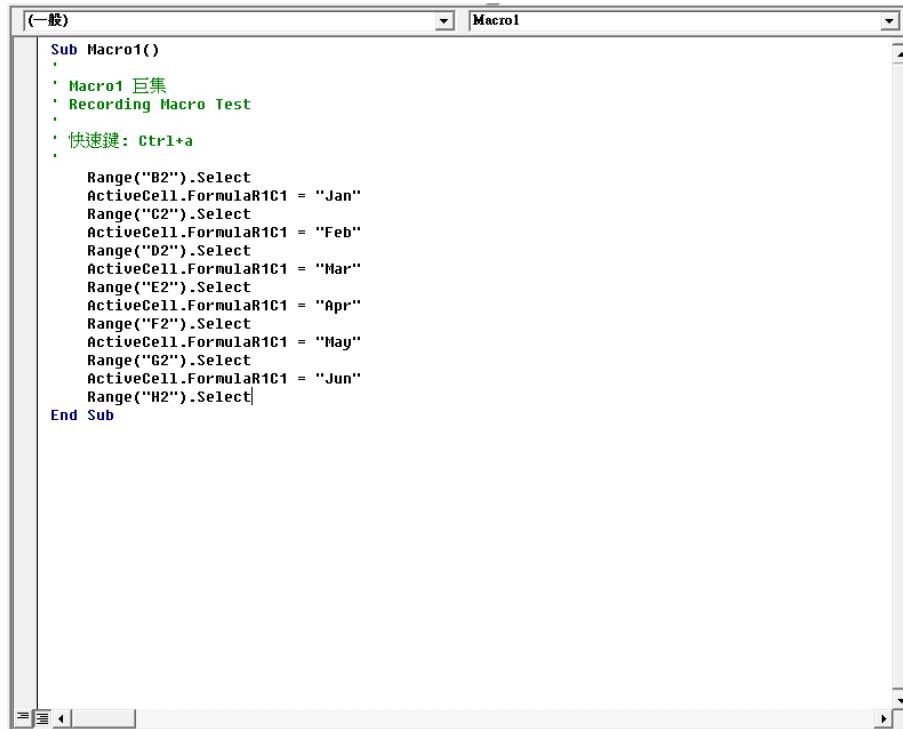 (一般)
Macro1
Sub Macro1()
'
' Macro1 巨集
' Recording Macro Test
'
' 快速鍵: Ctrl+a
'
Range("B2").Select
ActiveCell.FormulaR1C1 = "Jan"
Range("C2").Select
ActiveCell.FormulaR1C1 = "Feb"
Range("D2").Select
ActiveCell.FormulaR1C1 = "Mar"
Range("E2").Select
ActiveCell.FormulaR1C1 = "Apr"
Range("F2").Select
ActiveCell.FormulaR1C1 = "May"
Range("G2").Select
ActiveCell.FormulaR1C1 = "Jun"
Range("H2").Select
End Sub